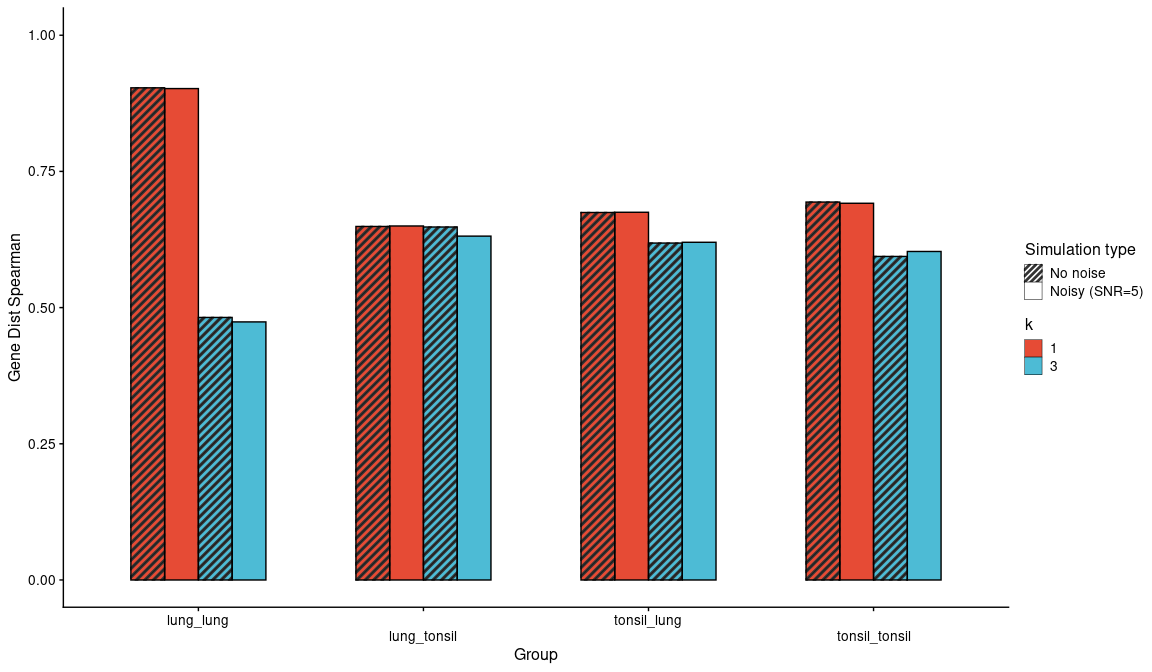 1.00
0.75
0.50
0.25
0.00
Gene Dist Spearman
lung_lung
lung_tonsil
tonsil_lung
tonsil_tonsil
Group
Simulation type
No noise
Noisy (SNR=5)
k
1
3